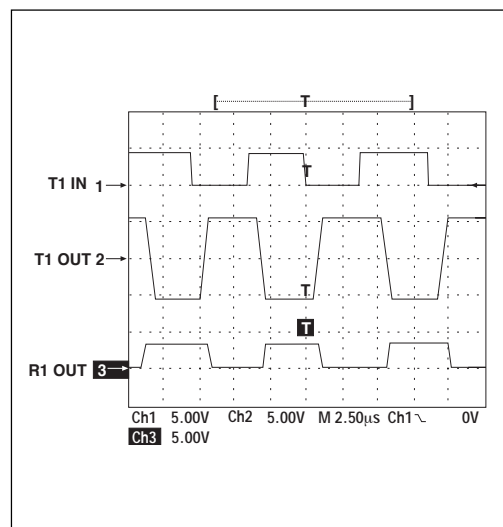 [ T ]
T
T1 IN 1
T1 OUT 2
T
T
R1 OUT 3
Ch1 5.00V Ch2 5.00V M 2.50µs Ch1 0V
Ch3 5.00V